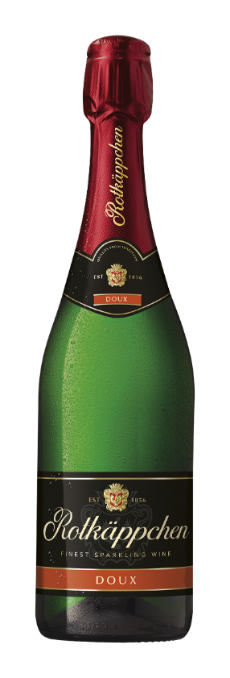 Rotkäppchen
EST 1856
DOUX
EST 1856
Rotkäppchen
FINEST SPARKLING WINE
DOUX